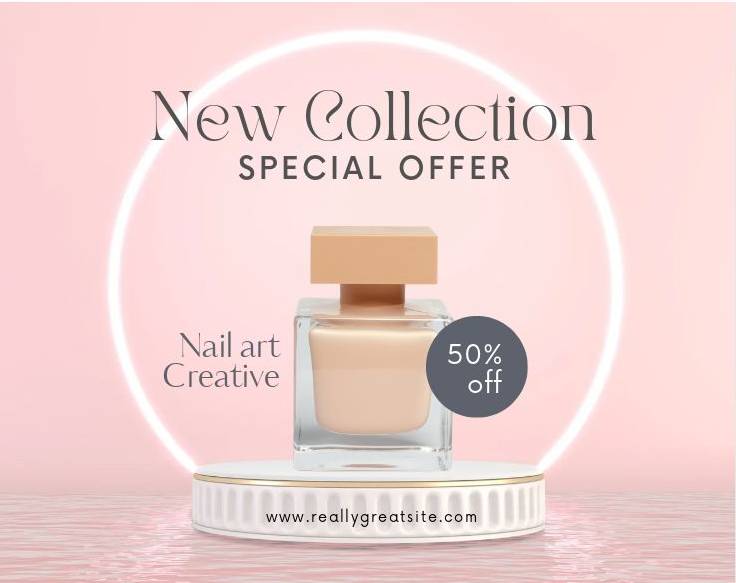 New Collection
SPECIAL OFFER
Nail art
Creative
50%
off
www.reallygreatsite.com